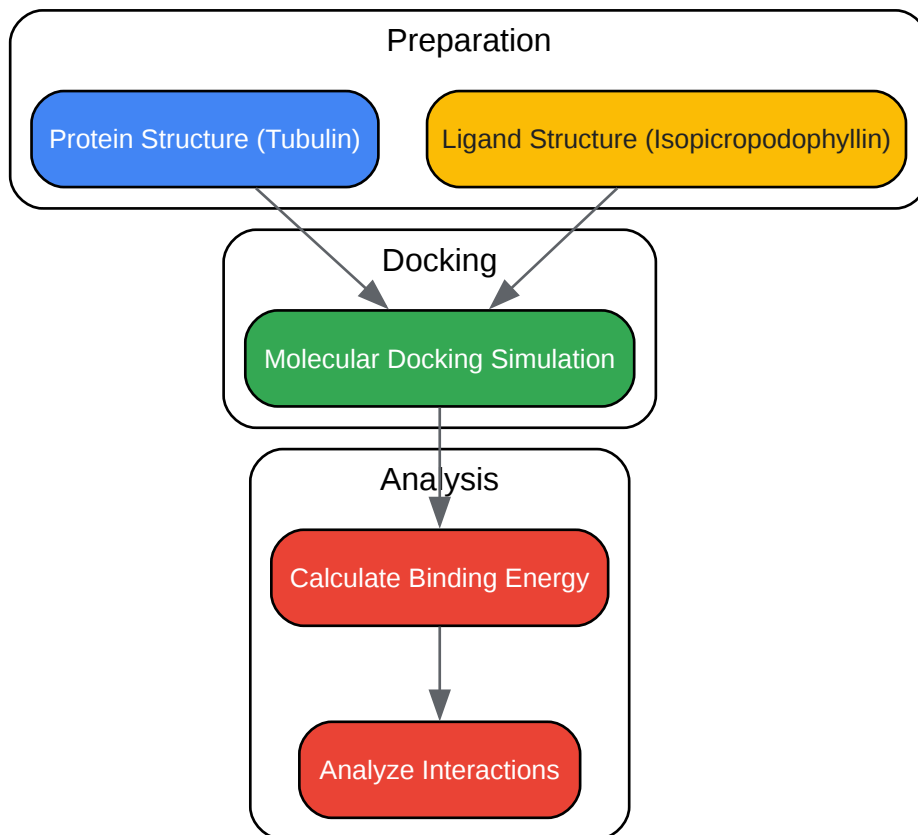 Preparation
Protein Structure (Tubulin)
Ligand Structure (Isopicropodophyllin)
Docking
Molecular Docking Simulation
Analysis
Calculate Binding Energy
Analyze Interactions